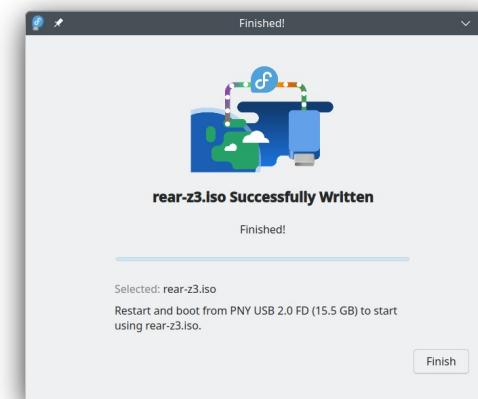 Finished!
rear-z3.iso Successfully Written
Finished!
Selected: rear-z3.iso
Restart and boot from PNY USB 2.0 FD (15.5 GB) to start
using rear-z3.iso.
Finish